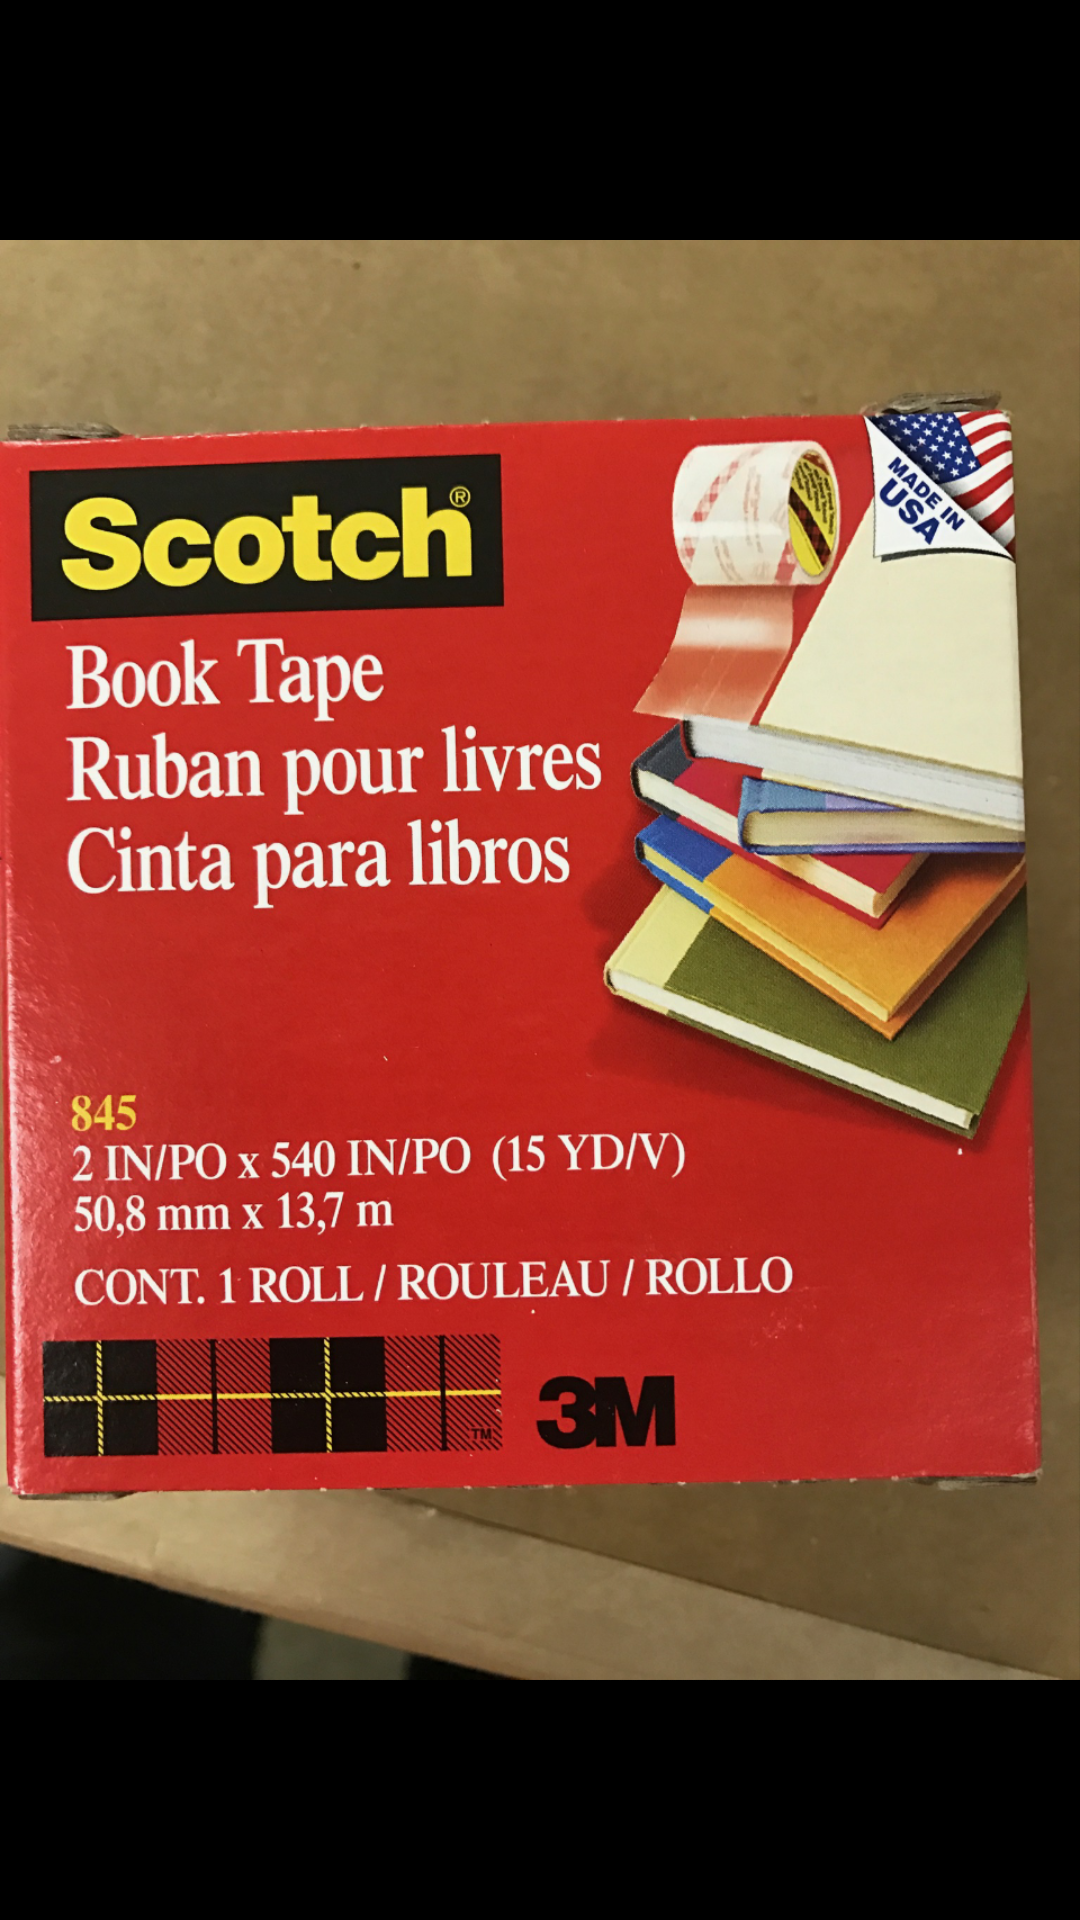 Scotch®
MADE IN
USA
Book Tape
Ruban pour livres
Cinta para libros
845
2 IN/PO x 540 IN/PO (15 YD/V)
50,8 mm x 13,7 m
CONT. 1 ROLL / ROULEAU / ROLLO
TM
3M